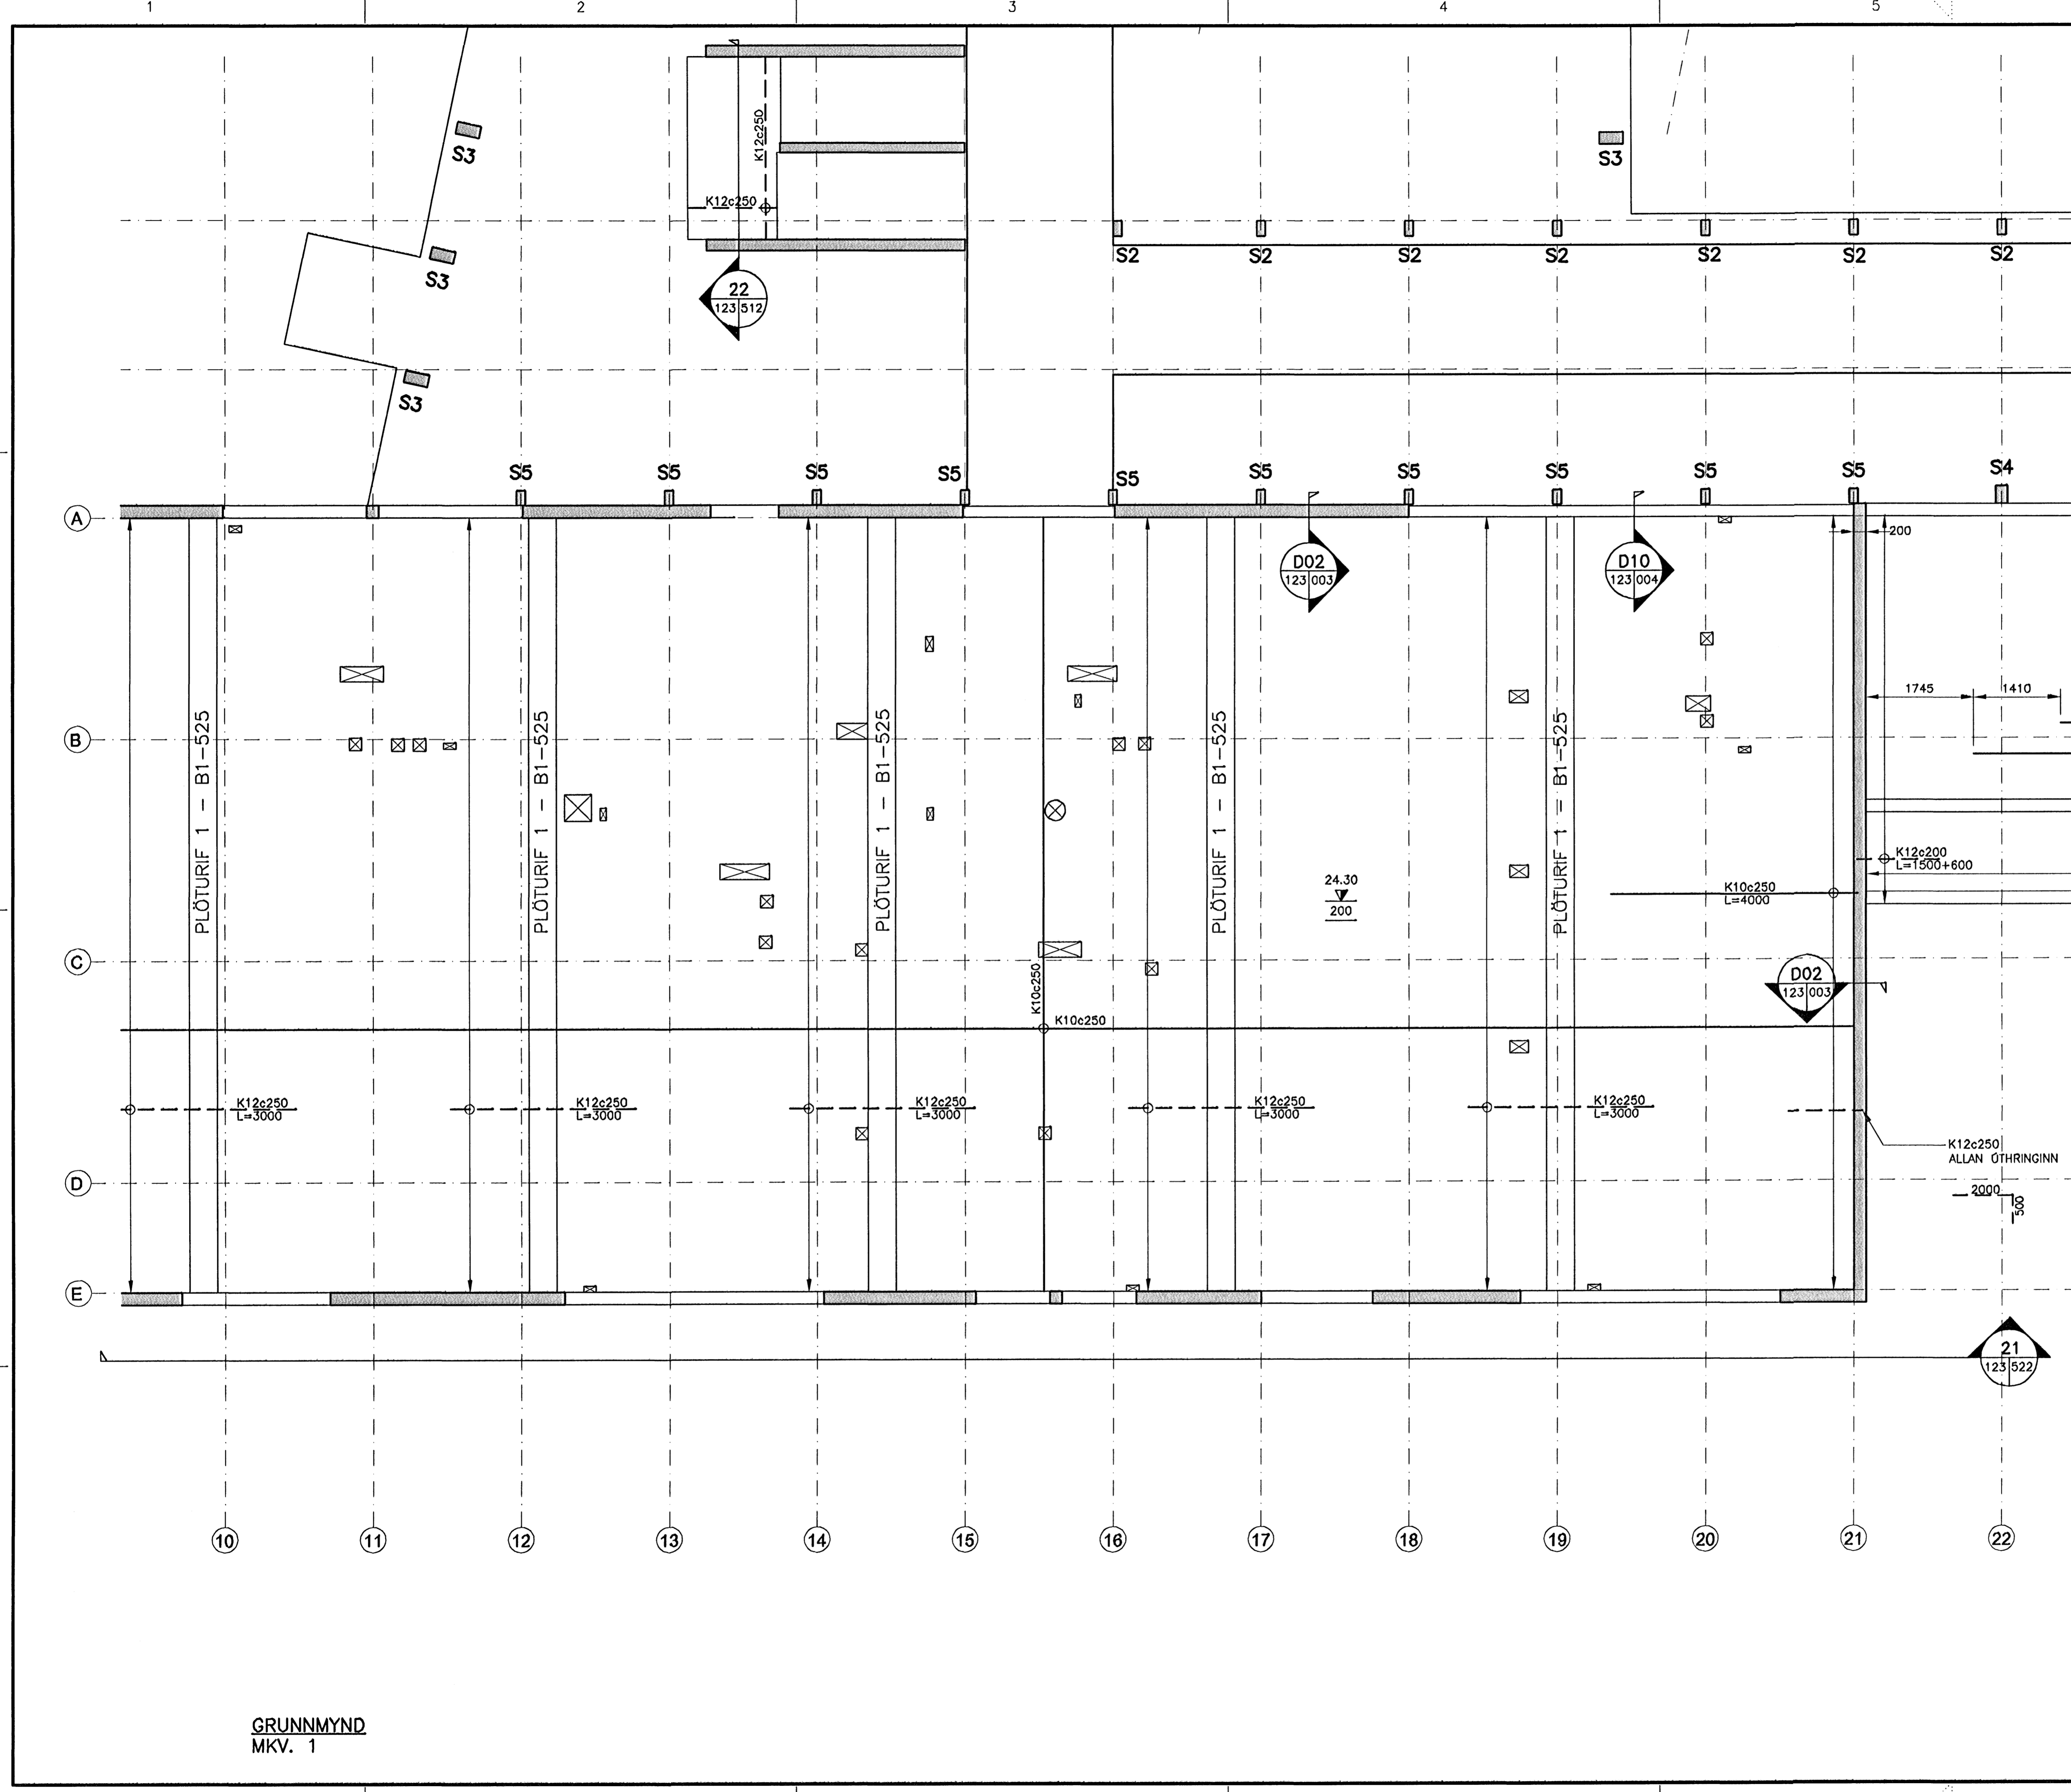 1 2 3 4 5
K12c250
K12c250
S3
S3
S3
S3
22
123 512
S2 S2 S2 S2 S2 S2 S2
S5 S5 S5 S5 S5 S5 S5 S5 S5 S5 S4
A
D02
123 003
D10
123 004
200
1745 1410
B
PLÖTURIF 1 – B1–525
PLÖTURIF 1 – B1–525
PLÖTURIF 1 – B1–525
PLÖTURIF 1 – B1–525
PLÖTURIF 1 – B1–525
K12c200
L=1500+600
24.30
200
K10c250
L=4000
C
D02
123 003
K10c250
K10c250
K12c250
L=3000
K12c250
L=3000
K12c250
L=3000
K12c250
L=3000
K12c250
L=3000
K12c250
ALLAN ÚTHRINGINN
D
2000
500
E
21
123 522
10 11 12 13 14 15 16 17 18 19 20 21 22
GRUNNMYND
MKV. 1